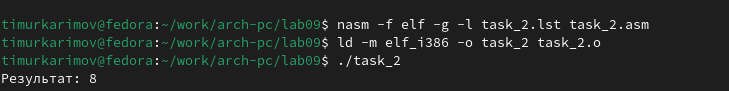 timurkarimov@fedora:~/work/arch-pc/lab09$ nasm -f elf -g -l task_2.lst task_2.asm
timurkarimov@fedora:~/work/arch-pc/lab09$ ld -m elf_i386 -o task_2 task_2.o
timurkarimov@fedora:~/work/arch-pc/lab09$ ./task_2
Результат: 8